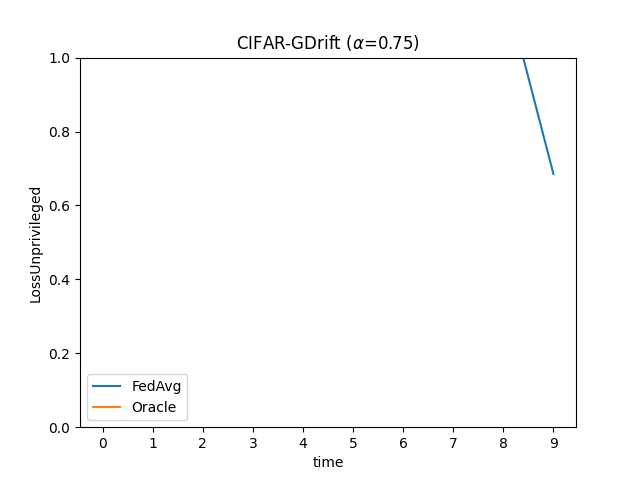 CIFAR-GDrift (α=0.75)
LossUnprivileged
1.0
0.8
0.6
0.4
0.2
0.0
FedAvg
Oracle
0 1 2 3 4 5 6 7 8 9
time